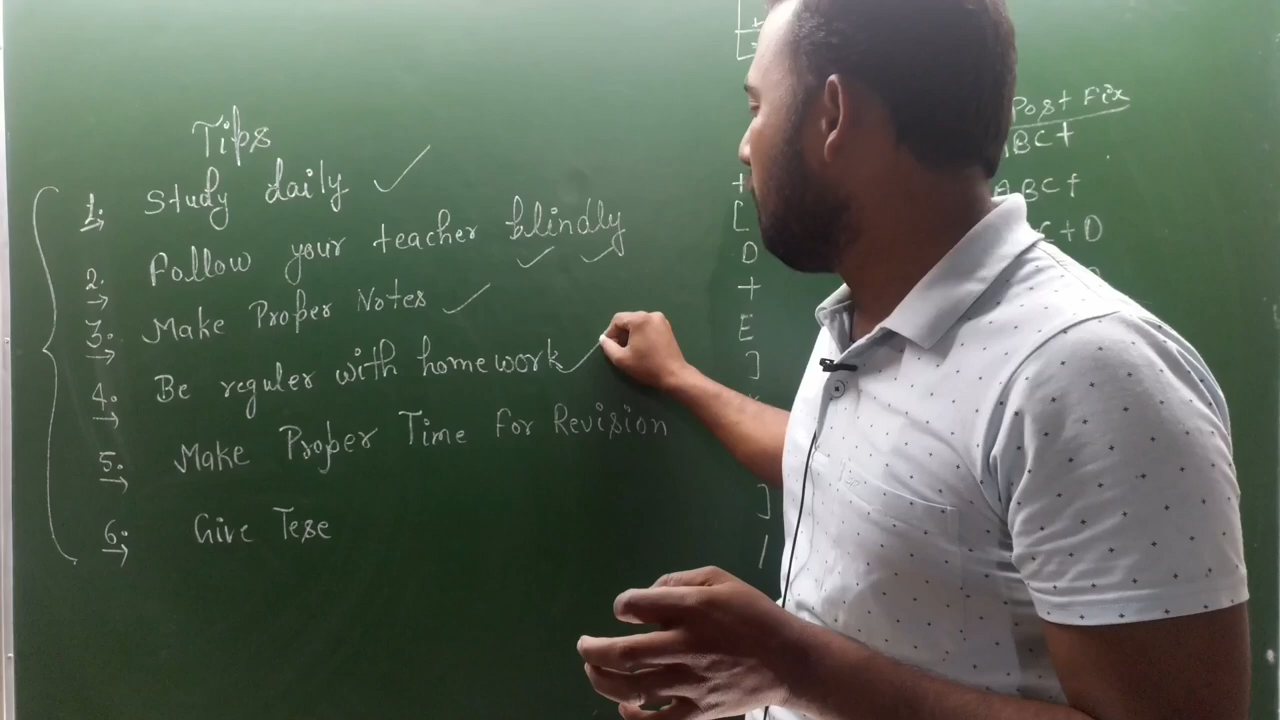 Tips
1. Study daily
2. Follow your teacher blindly
3. Make Proper Notes
4. Be reguler with homework
5. Make Proper Time For Revision
6. Give Tese
Post Fix
ABC+
ABC+
C+D
+
[
D
+
E
]
]
/